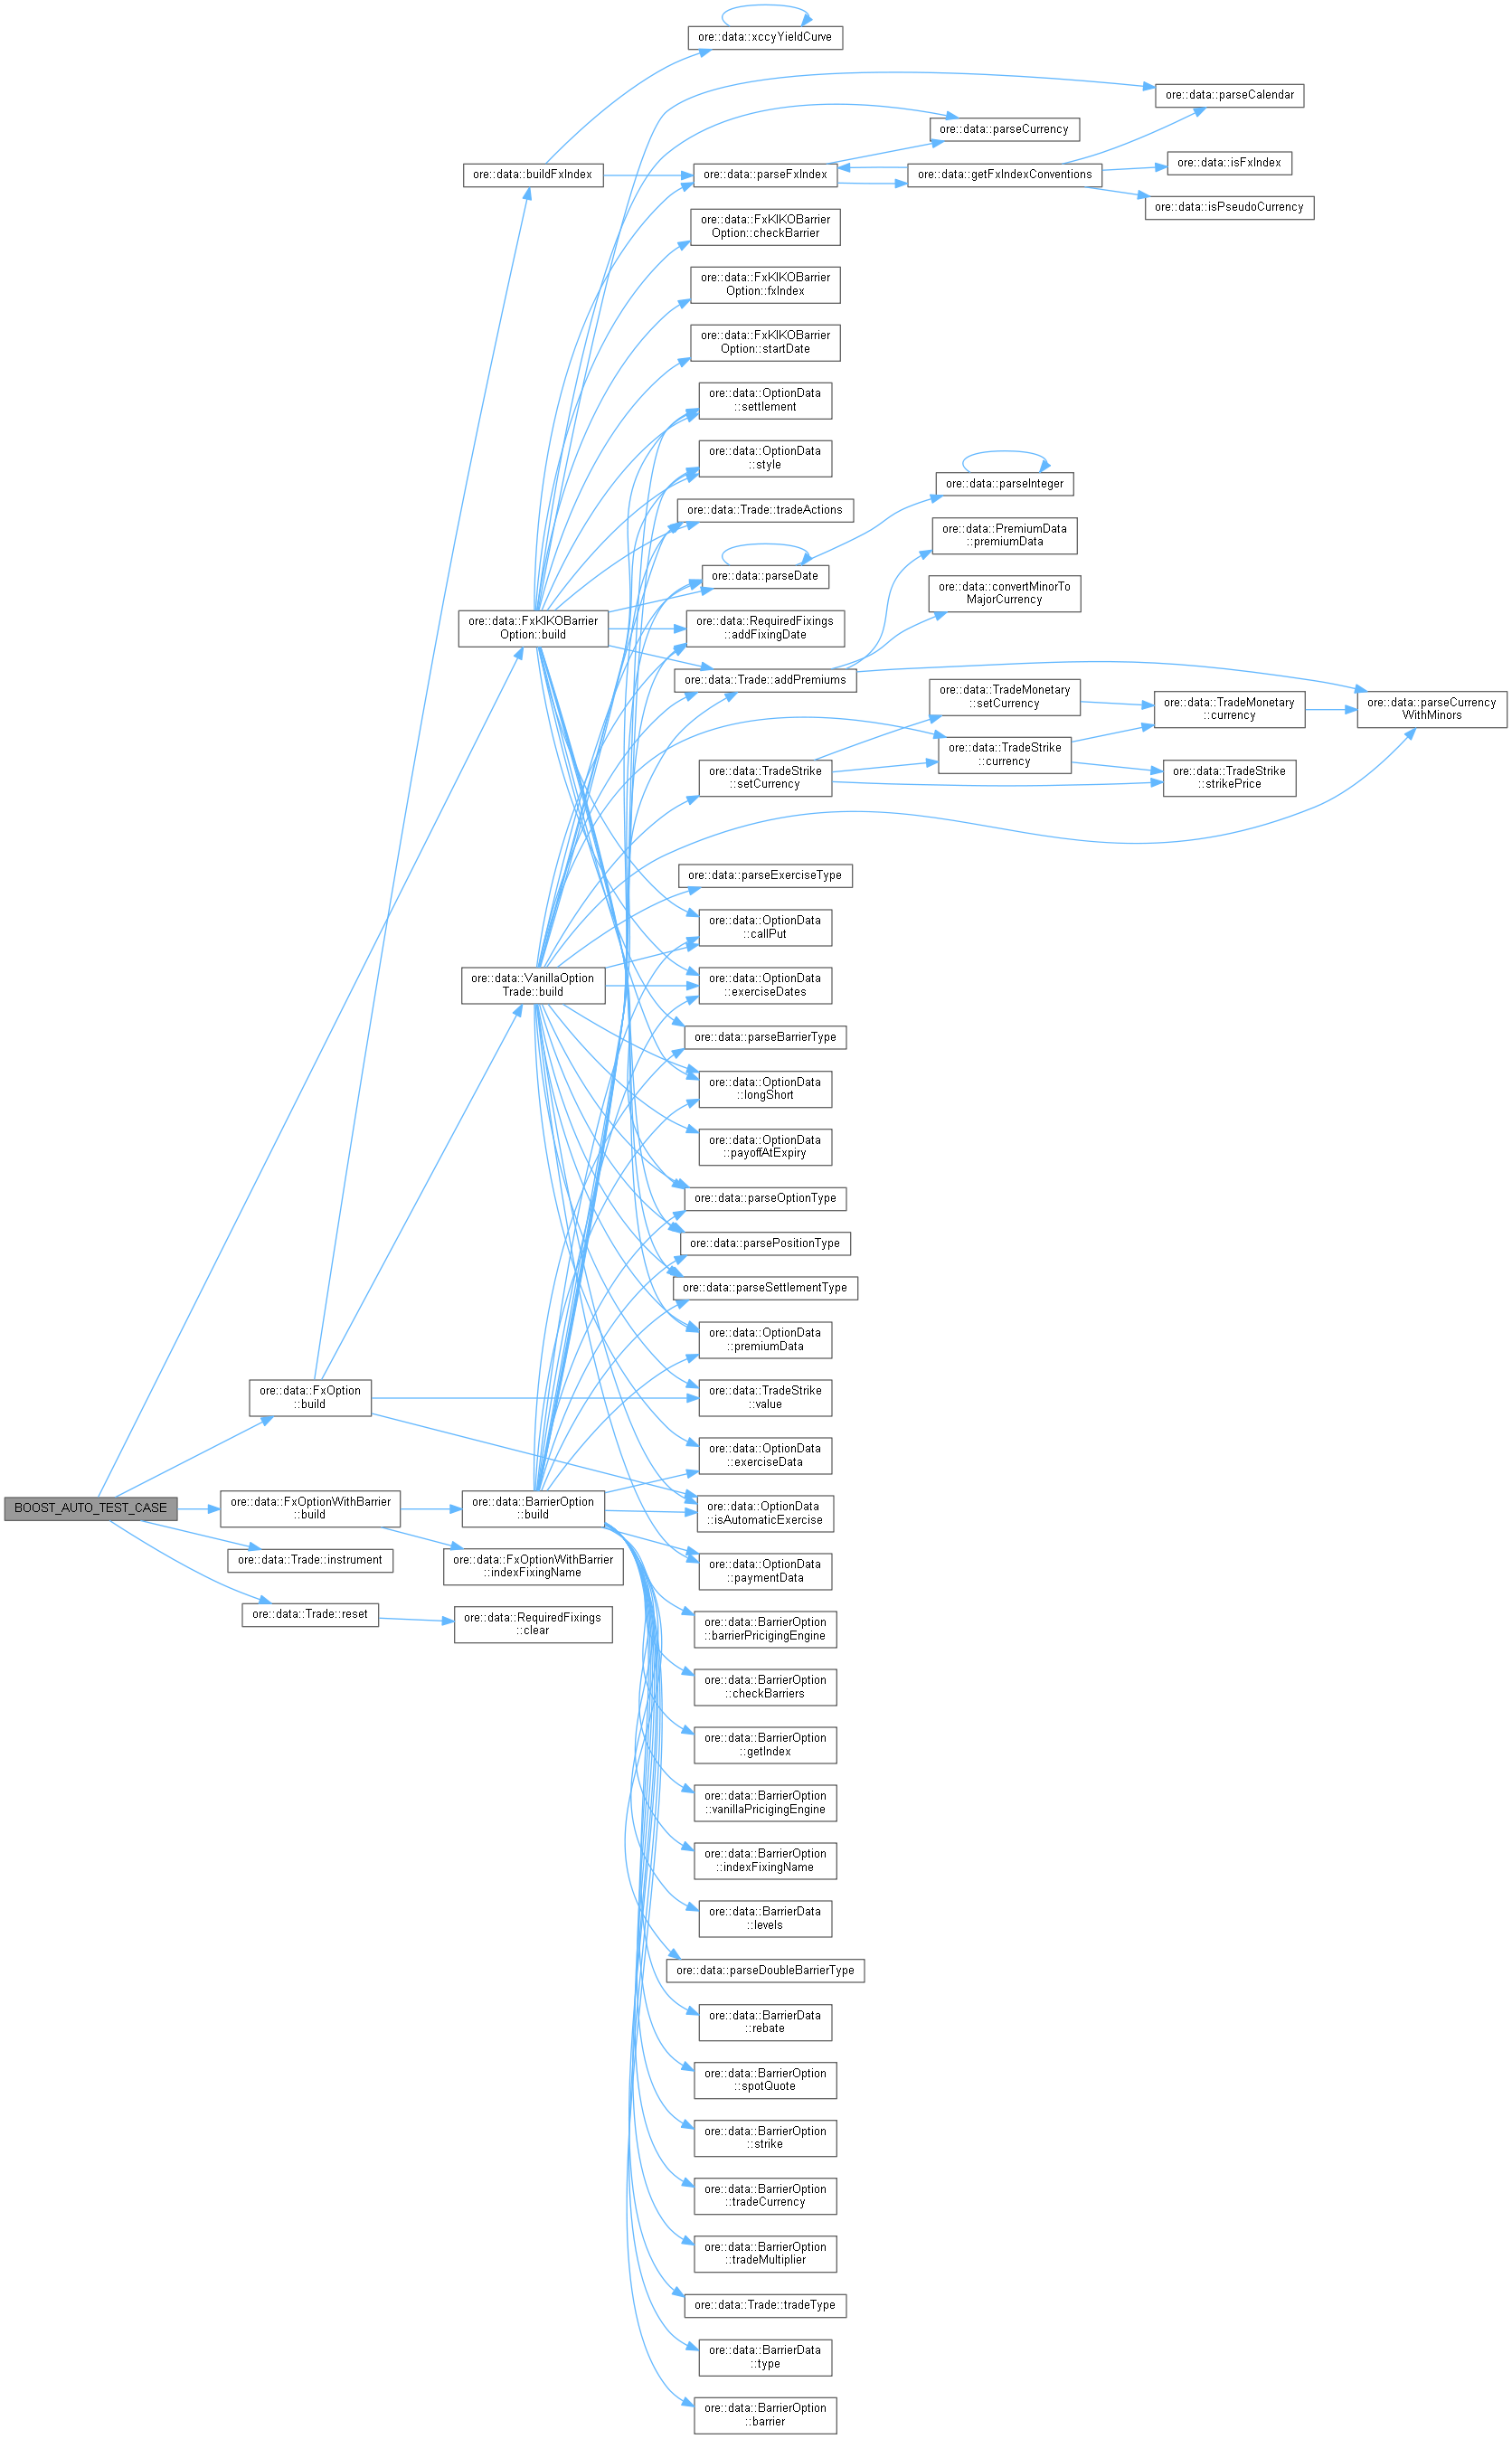 ore::data::xccyYieldCurve
ore::data::parseCalendar
ore::data::parseCurrency
ore::data::isFxIndex
ore::data::buildFxIndex
ore::data::parseFxIndex
ore::data::getFxIndexConventions
ore::data::isPseudoCurrency
ore::data::FxKIKOBarrier
Option::checkBarrier
ore::data::FxKIKOBarrier
Option::fxIndex
ore::data::FxKIKOBarrier
Option::startDate
ore::data::OptionData
::settlement
ore::data::OptionData
::style
ore::data::parseInteger
ore::data::Trade::tradeActions
ore::data::PremiumData
::premiumData
ore::data::parseDate
ore::data::convertMinorTo
MajorCurrency
ore::data::FxKIKOBarrier
Option::build
ore::data::RequiredFixings
::addFixingDate
ore::data::Trade::addPremiums
ore::data::TradeMonetary
::setCurrency
ore::data::TradeMonetary
::currency
ore::data::parseCurrency
WithMinors
ore::data::TradeStrike
::currency
ore::data::TradeStrike
::setCurrency
ore::data::TradeStrike
::strikePrice
ore::data::parseExerciseType
ore::data::OptionData
::callPut
ore::data::VanillaOption
Trade::build
ore::data::OptionData
::exerciseDates
ore::data::parseBarrierType
ore::data::OptionData
::longShort
ore::data::OptionData
::payoffAtExpiry
ore::data::parseOptionType
ore::data::parsePositionType
ore::data::parseSettlementType
ore::data::OptionData
::premiumData
ore::data::FxOption
::build
ore::data::TradeStrike
::value
ore::data::OptionData
::exerciseData
BOOST_AUTO_TEST_CASE
ore::data::FxOptionWithBarrier
::build
ore::data::BarrierOption
::build
ore::data::OptionData
::isAutomaticExercise
ore::data::Trade::instrument
ore::data::FxOptionWithBarrier
::indexFixingName
ore::data::OptionData
::paymentData
ore::data::Trade::reset
ore::data::RequiredFixings
::clear
ore::data::BarrierOption
::barrierPricigingEngine
ore::data::BarrierOption
::checkBarriers
ore::data::BarrierOption
::getIndex
ore::data::BarrierOption
::vanillaPricigingEngine
ore::data::BarrierOption
::indexFixingName
ore::data::BarrierData
::levels
ore::data::parseDoubleBarrierType
ore::data::BarrierData
::rebate
ore::data::BarrierOption
::spotQuote
ore::data::BarrierOption
::strike
ore::data::BarrierOption
::tradeCurrency
ore::data::BarrierOption
::tradeMultiplier
ore::data::Trade::tradeType
ore::data::BarrierData
::type
ore::data::BarrierOption
::barrier